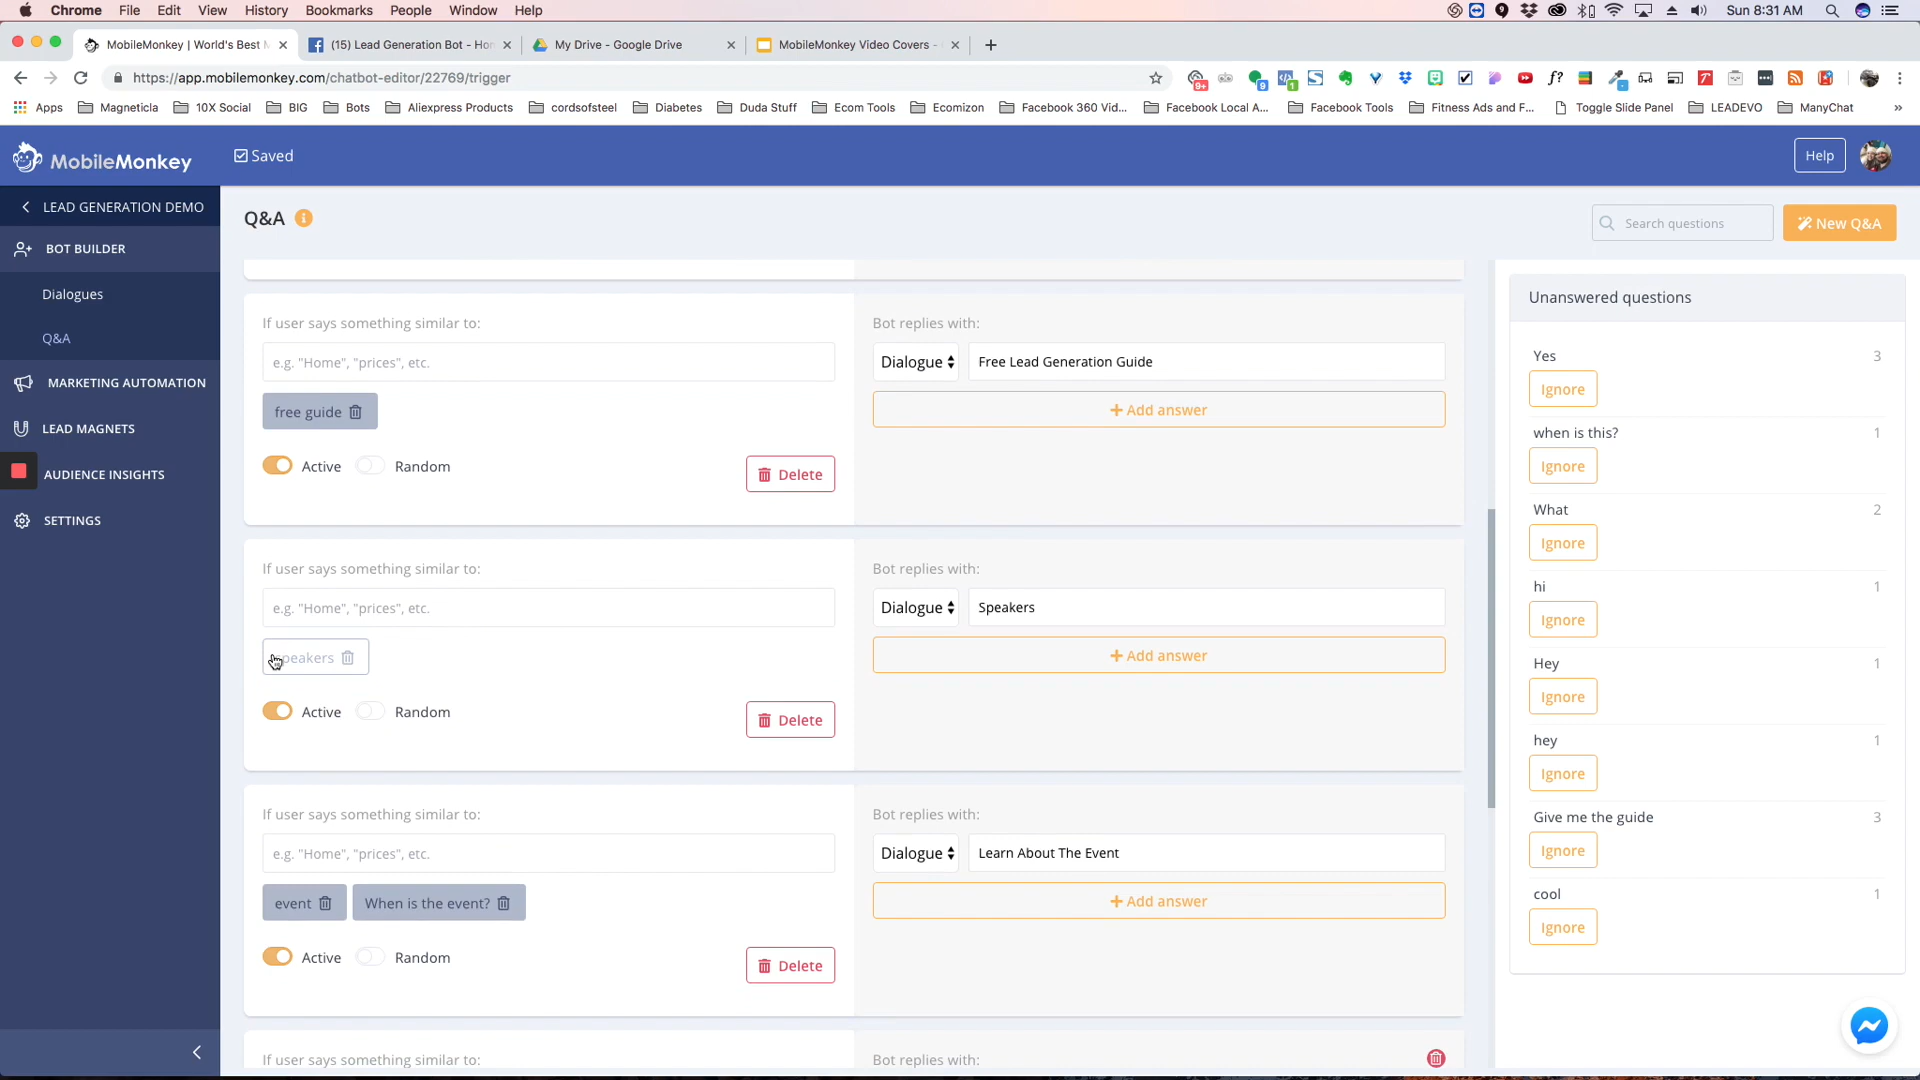 Chrome File Edit View History Bookmarks People Window Help
Sun 8:31 AM
MobileMonkey | World's Best M
(15) Lead Generation Bot - Hom
My Drive - Google Drive
MobileMonkey Video Covers -
https://app.mobilemonkey.com/chatbot-editor/22769/trigger
9+ 9 1
Apps Magneticla 10X Social BIG Bots Aliexpress Products cordsofsteel Diabetes Duda Stuff Ecom Tools Ecomizon Facebook 360 Vid... Facebook Local A... Facebook Tools Fitness Ads and F... Toggle Slide Panel LEADEVO ManyChat »
MobileMonkey
Saved
Help
LEAD GENERATION DEMO
BOT BUILDER
Dialogues
Q&A
MARKETING AUTOMATION
LEAD MAGNETS
AUDIENCE INSIGHTS
SETTINGS
Q&A
Search questions
New Q&A
If user says something similar to:
e.g. "Home", "prices", etc.
free guide
Active Random
Delete
Bot replies with:
Dialogue Free Lead Generation Guide
+ Add answer
If user says something similar to:
e.g. "Home", "prices", etc.
peakers
Active Random
Delete
Bot replies with:
Dialogue Speakers
+ Add answer
If user says something similar to:
e.g. "Home", "prices", etc.
event When is the event?
Active Random
Delete
Bot replies with:
Dialogue Learn About The Event
+ Add answer
If user says something similar to:
Bot replies with:
Unanswered questions
Yes 3
Ignore
when is this? 1
Ignore
What 2
Ignore
hi 1
Ignore
Hey 1
Ignore
hey 1
Ignore
Give me the guide 3
Ignore
cool 1
Ignore